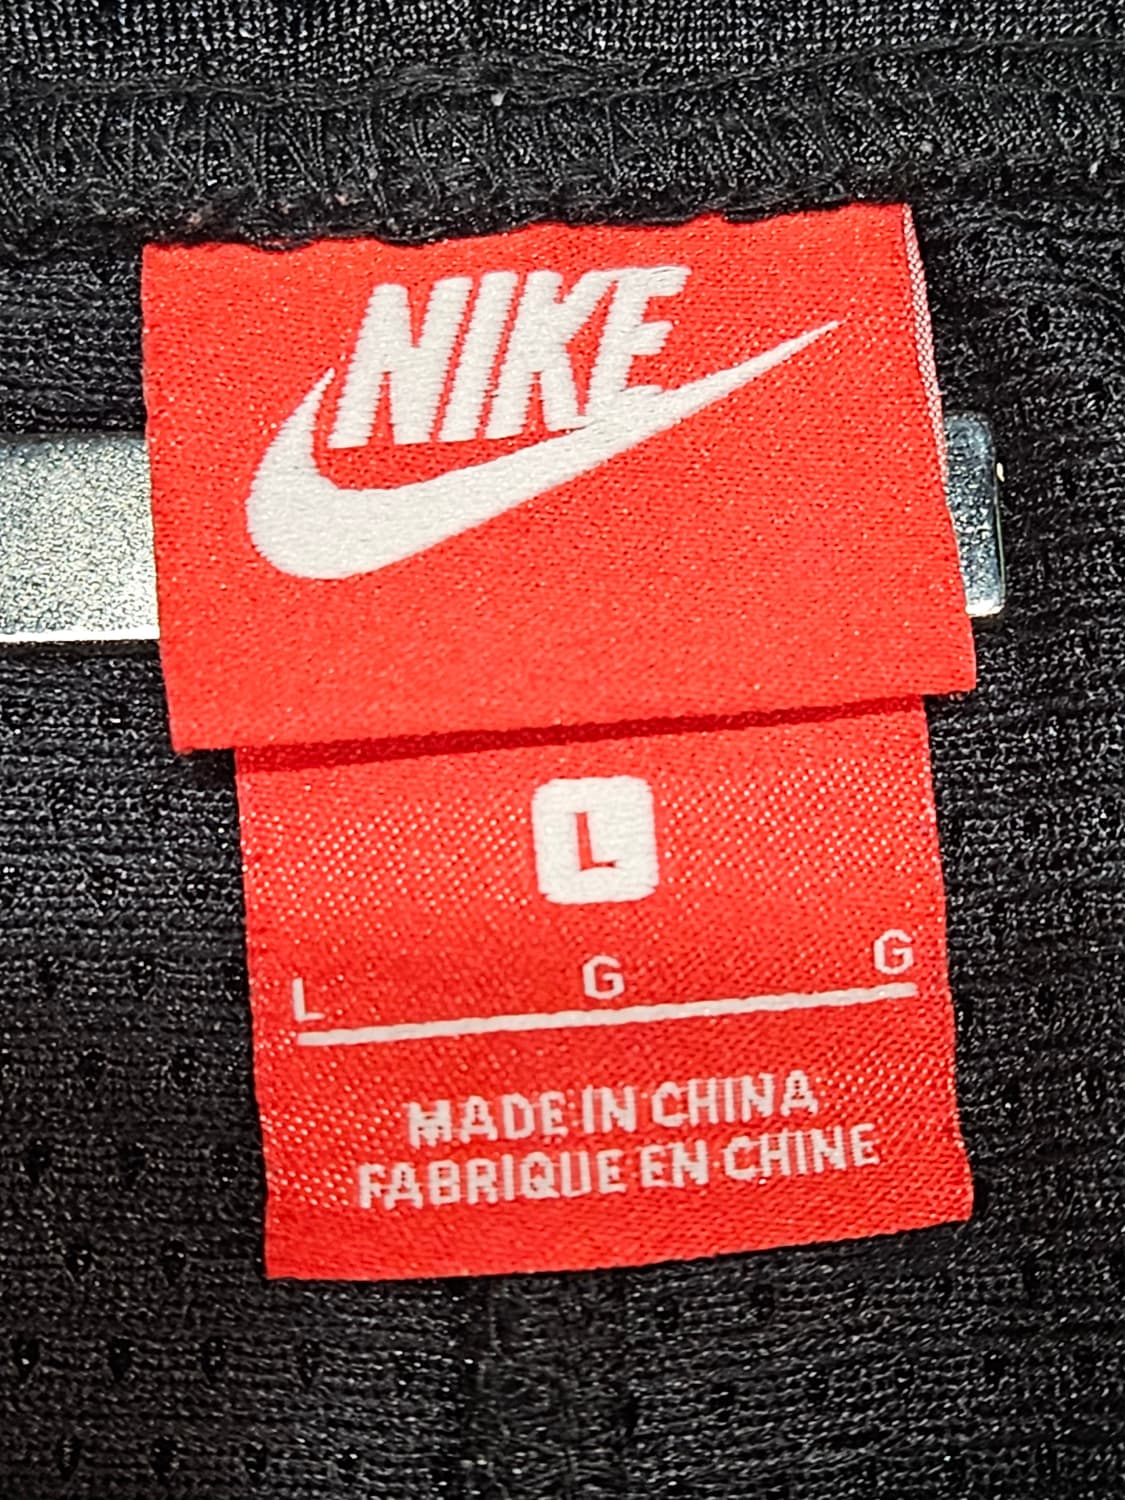 NIKE
L
L G G
MADE IN CHINA
FABRIQUE EN CHINE